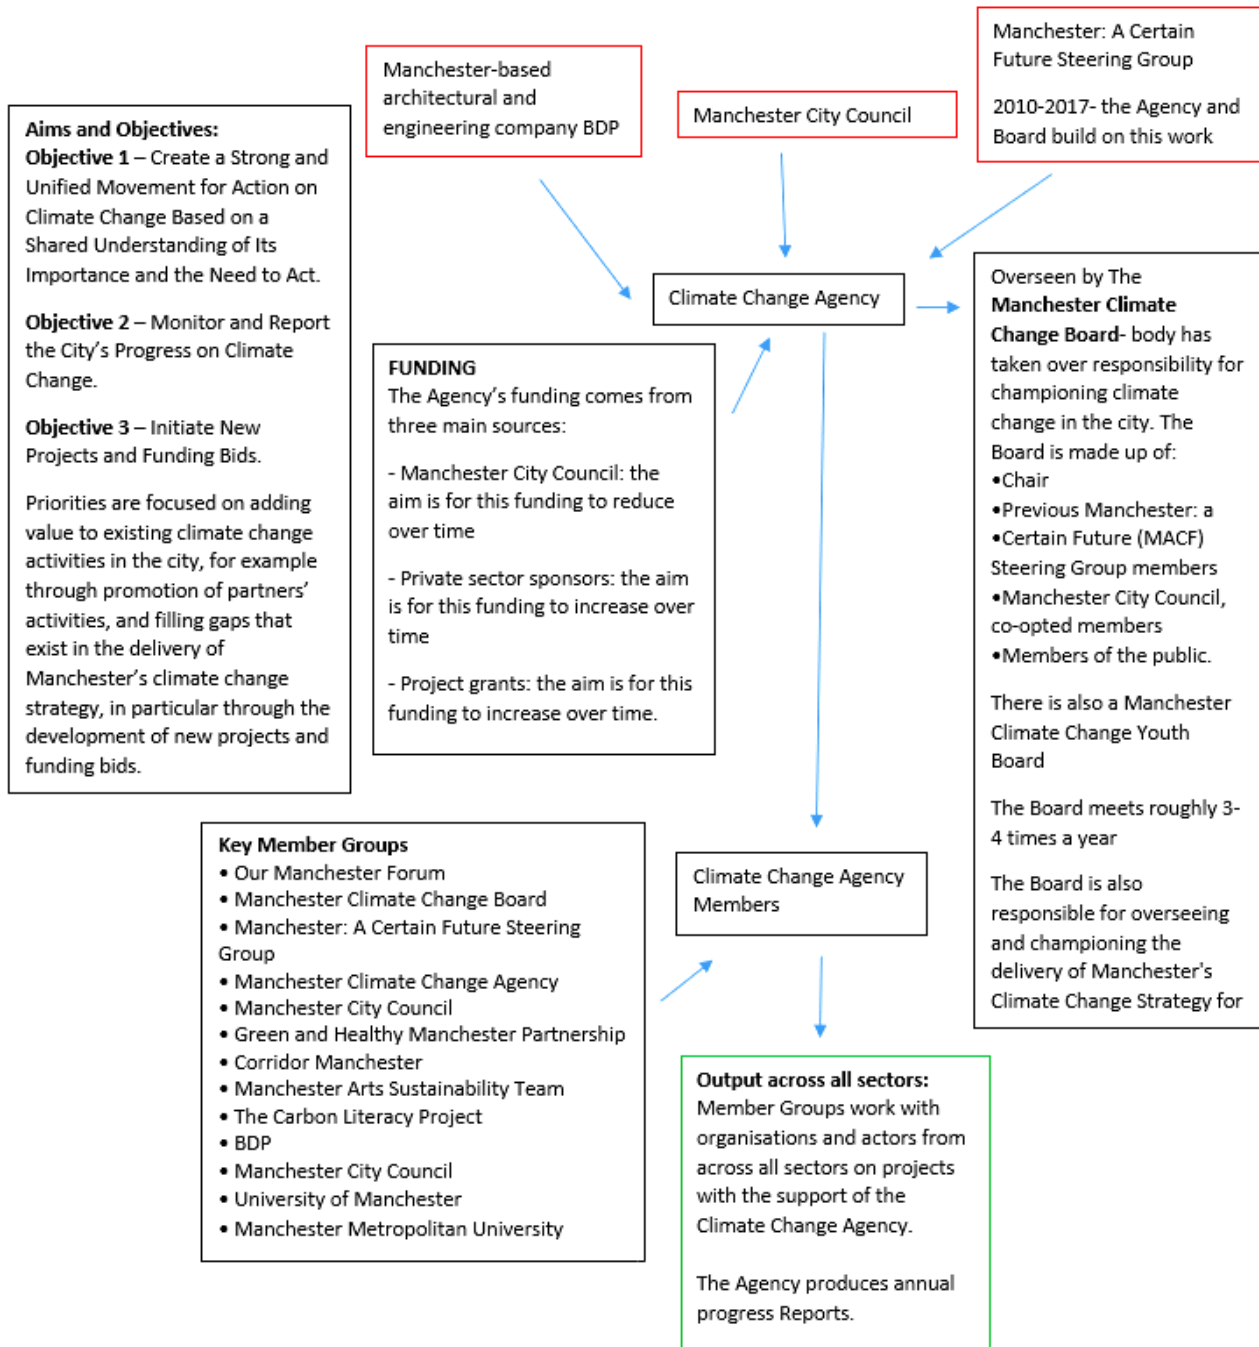 Manchester-based
architectural and
engineering company BDP
Manchester City Council
Manchester: A Certain
Future Steering Group
2010-2017- the Agency and
Board build on this work
Aims and Objectives:
Objective 1 – Create a Strong and
Unified Movement for Action on
Climate Change Based on a
Shared Understanding of Its
Importance and the Need to Act.
Objective 2 – Monitor and Report
the City’s Progress on Climate
Change.
Objective 3 – Initiate New
Projects and Funding Bids.
Priorities are focused on adding
value to existing climate change
activities in the city, for example
through promotion of partners’
activities, and filling gaps that
exist in the delivery of
Manchester’s climate change
strategy, in particular through the
development of new projects and
funding bids.
Climate Change Agency
FUNDING
The Agency’s funding comes from
three main sources:
- Manchester City Council: the
aim is for this funding to reduce
over time
- Private sector sponsors: the aim
is for this funding to increase over
time
- Project grants: the aim is for this
funding to increase over time.
Overseen by The
Manchester Climate
Change Board- body has
taken over responsibility for
championing climate
change in the city. The
Board is made up of:
•Chair
•Previous Manchester: a
•Certain Future (MACF)
Steering Group members
•Manchester City Council,
co-opted members
•Members of the public.
There is also a Manchester
Climate Change Youth
Board
The Board meets roughly 3-
4 times a year
The Board is also
responsible for overseeing
and championing the
delivery of Manchester's
Climate Change Strategy for
Key Member Groups
• Our Manchester Forum
• Manchester Climate Change Board
• Manchester: A Certain Future Steering
Group
• Manchester Climate Change Agency
• Manchester City Council
• Green and Healthy Manchester Partnership
• Corridor Manchester
• Manchester Arts Sustainability Team
• The Carbon Literacy Project
• BDP
• Manchester City Council
• University of Manchester
• Manchester Metropolitan University
Climate Change Agency
Members
Output across all sectors:
Member Groups work with
organisations and actors from
across all sectors on projects
with the support of the
Climate Change Agency.
The Agency produces annual
progress Reports.